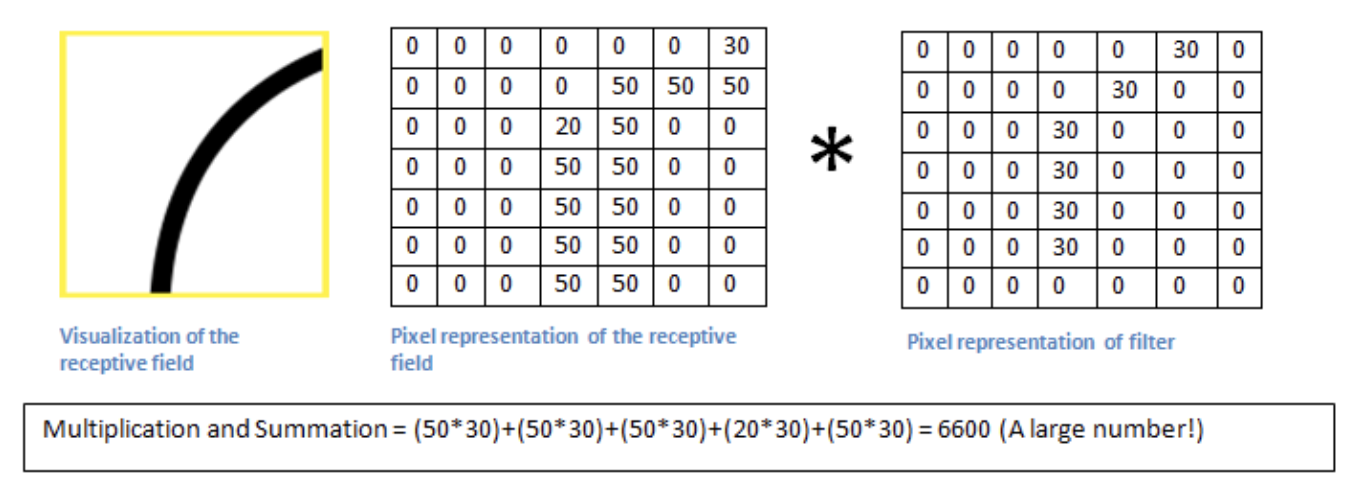 0 0 0 0 0 0 30
0 0 0 0 50 50 50
0 0 0 20 50 0 0
0 0 0 50 50 0 0
0 0 0 50 50 0 0
0 0 0 50 50 0 0
0 0 0 50 50 0 0
*
0 0 0 0 0 30 0
0 0 0 0 30 0 0
0 0 0 30 0 0 0
0 0 0 30 0 0 0
0 0 0 30 0 0 0
0 0 0 30 0 0 0
0 0 0 0 0 0 0
Visualization of the
receptive field
Pixel representation of the receptive
field
Pixel representation of filter
Multiplication and Summation = (50*30)+(50*30)+(50*30)+(20*30)+(50*30) = 6600 (A large number!)